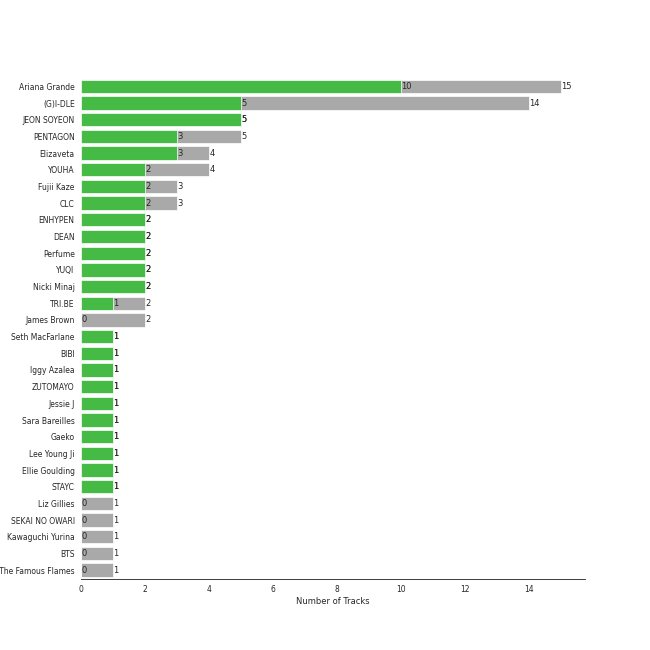 Ariana Grande 10 15
(G)I-DLE 5 14
JEON SOYEON 5
PENTAGON 3 5
Elizaveta 3 4
YOUHA 2 4
Fujii Kaze 2 3
CLC 2 3
ENHYPEN 2
DEAN 2
Perfume 2
YUQI 2
Nicki Minaj 2
TRI.BE 1 2
James Brown 0 2
Seth MacFarlane 1
BIBI 1
Iggy Azalea 1
ZUTOMAYO 1
Jessie J 1
Sara Bareilles 1
Gaeko 1
Lee Young Ji 1
Ellie Goulding 1
STAYC 1
Liz Gillies 0 1
SEKAI NO OWARI 0 1
Kawaguchi Yurina 0 1
BTS 0 1
The Famous Flames 0 1
0 2 4 6 8 10 12 14
Number of Tracks